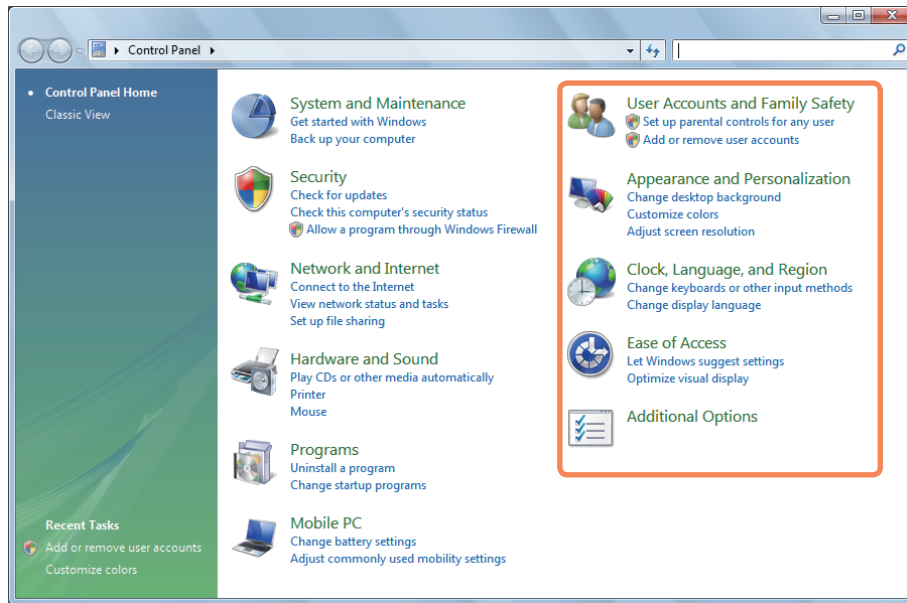 Control Panel
Control Panel Home
Classic View
System and Maintenance
Get started with Windows
Back up your computer
Security
Check for updates
Check this computer's security status
Allow a program through Windows Firewall
Network and Internet
Connect to the Internet
View network status and tasks
Set up file sharing
Hardware and Sound
Play CDs or other media automatically
Printer
Mouse
Programs
Uninstall a program
Change startup programs
Mobile PC
Change battery settings
Adjust commonly used mobility settings
User Accounts and Family Safety
Set up parental controls for any user
Add or remove user accounts
Appearance and Personalization
Change desktop background
Customize colors
Adjust screen resolution
Clock, Language, and Region
Change keyboards or other input methods
Change display language
Ease of Access
Let Windows suggest settings
Optimize visual display
Additional Options
Recent Tasks
Add or remove user accounts
Customize colors